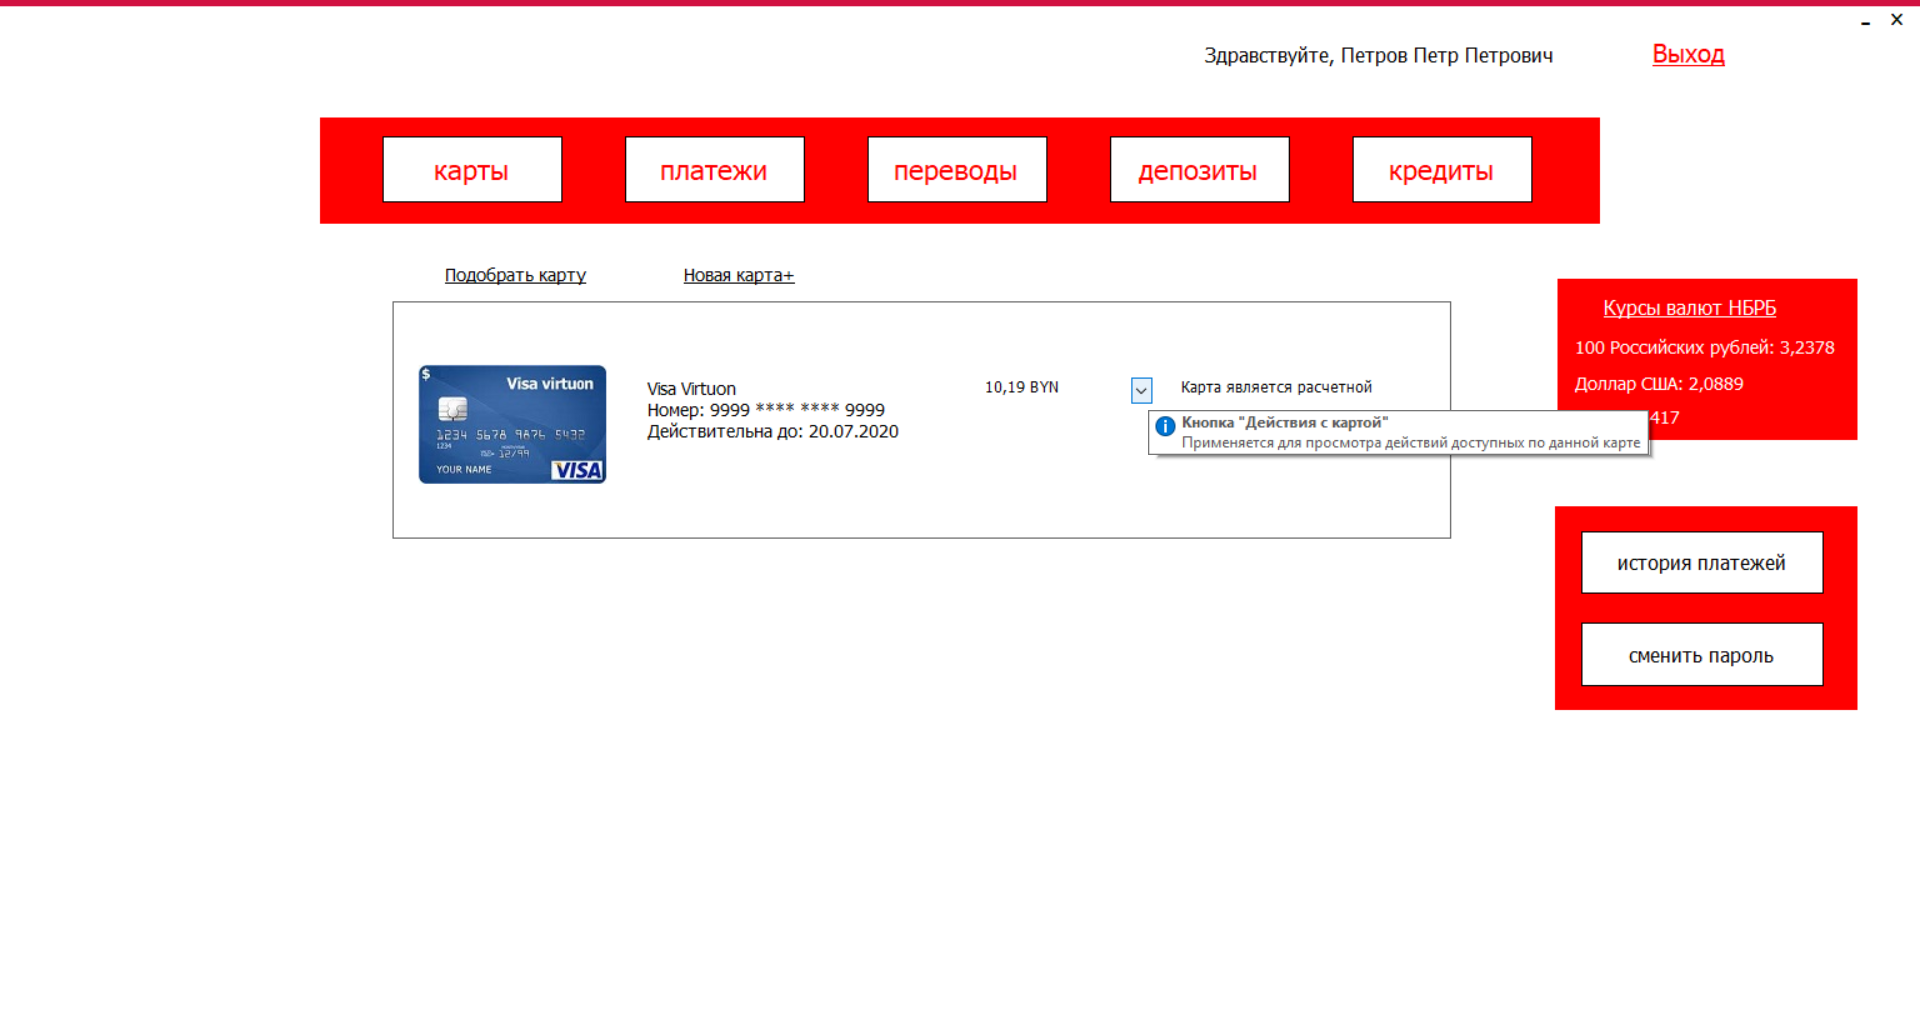 Здравствуйте, Петров Петр Петрович
Выход
карты
платежи
переводы
депозиты
кредиты
Подобрать карту
Новая карта+
$
Visa virtuon
1234 5678 9876 5432
1234
12/99
YOUR NAME
VISA
Visa Virtuon
Номер: 9999 **** **** 9999
Действительна до: 20.07.2020
10,19 BYN
Карта является расчетной
Кнопка "Действия с картой"
Применяется для просмотра действий доступных по данной карте
Курсы валют НБРБ
100 Российских рублей: 3,2378
Доллар США: 2,0889
417
история платежей
сменить пароль